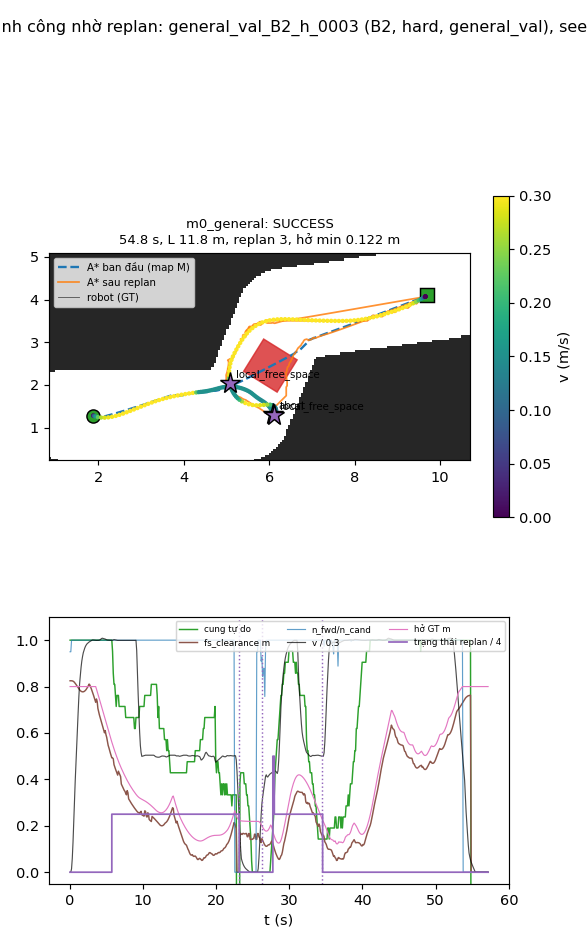 nh công nhờ replan: general_val_B2_h_0003 (B2, hard, general_val), see
m0_general: SUCCESS
54.8 s, L 11.8 m, replan 3, hở min 0.122 m
A* ban đầu (map M)
A* sau replan
robot (GT)
local_free_space
local_free_space
5
4
3
2
1
2
4
6
8
10
0.30
0.25
0.20
0.15
0.10
0.05
0.00
v (m/s)
cung tự do
fs_clearance m
n_fwd/n_cand
v / 0.3
hở GT m
trạng thái replan / 4
1.0
0.8
0.6
0.4
0.2
0.0
0
10
20
30
40
50
60
t (s)